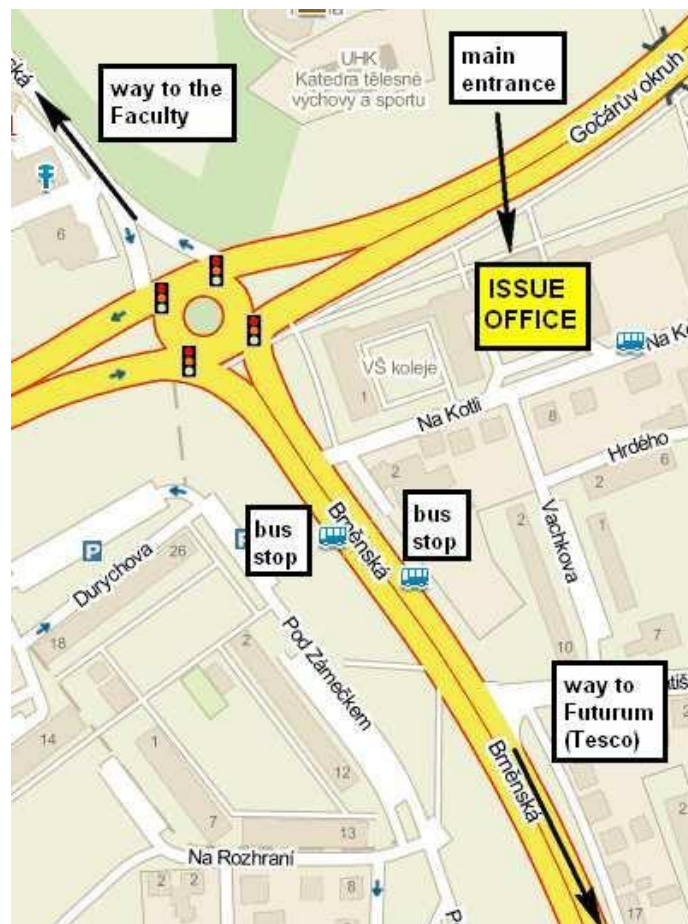 UHK
Katedra tělesné
výchovy a sportu
main
entrance
way to the
Faculty
ská
Gočárův okruh
6
ISSUE
OFFICE
VŠ koleje
1
Na Kotli
8
Hrdého
2
6
2
bus
stop
bus
stop
Brněnská
2
1
Vachkova
P
P
26
Durychova
18
Pod Zámečkem
2
10
7
way to
Futurum
(Tesco)
14
1
12
Brněnská
7
13
Na Rozhraní
2
2
8
17
2
2